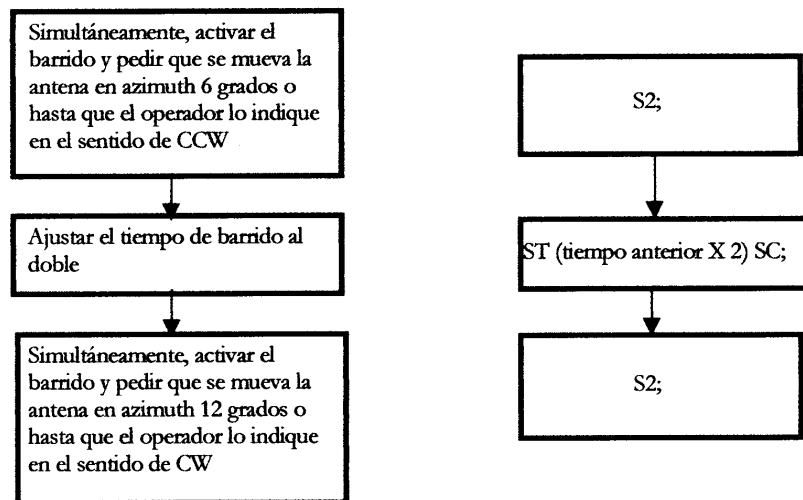 Simultáneamente, activar el
barrido y pedir que se mueva la
antena en azimuth 6 grados o
hasta que el operador lo indique
en el sentido de CCW
Ajustar el tiempo de barrido al
doble
Simultáneamente, activar el
barrido y pedir que se mueva la
antena en azimuth 12 grados o
hasta que el operador lo indique
en el sentido de CW
S2;
ST (tiempo anterior X 2) SC;
S2;